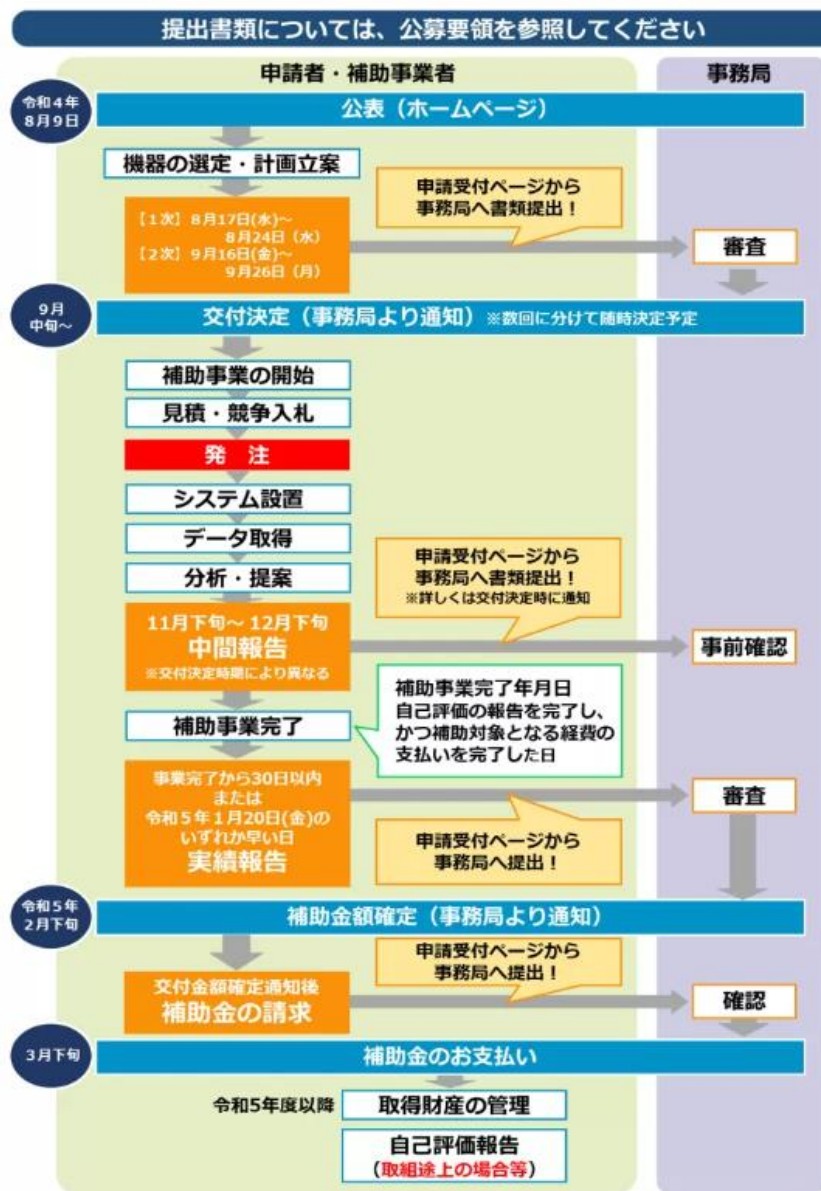 提出書類については、公募要領を参照してください
申請者・補助事業者
事務局
令和4年
8月9日
公表(ホームページ)
機器の選定・計画立案
申請受付ページから
事務局へ書類提出!
【1次】8月17日(水)~
8月24日(水)
【2次】9月16日(金)~
9月26日(月)
審査
9月
中旬~
交付決定(事務局より通知)※数回に分けて随時決定予定
補助事業の開始
見積・競争入札
発 注
システム設置
データ取得
分析・提案
申請受付ページから
事務局へ書類提出!
※詳しくは交付決定時に通知
11月下旬~12月下旬
中間報告
※交付決定時期により異なる
事前確認
補助事業完了
補助事業完了年月日
自己評価の報告を完了し、
かつ補助対象となる経費の
支払いを完了した日
事業完了から30日以内
または
令和5年1月20日(金)の
いずれか早い日
実績報告
審査
申請受付ページから
事務局へ提出!
令和5年
2月下旬
補助金額確定(事務局より通知)
申請受付ページから
事務局へ提出!
交付金額確定通知後
補助金の請求
確認
3月下旬
補助金のお支払い
令和5年度以降
取得財産の管理
自己評価報告
(取組途上の場合等)